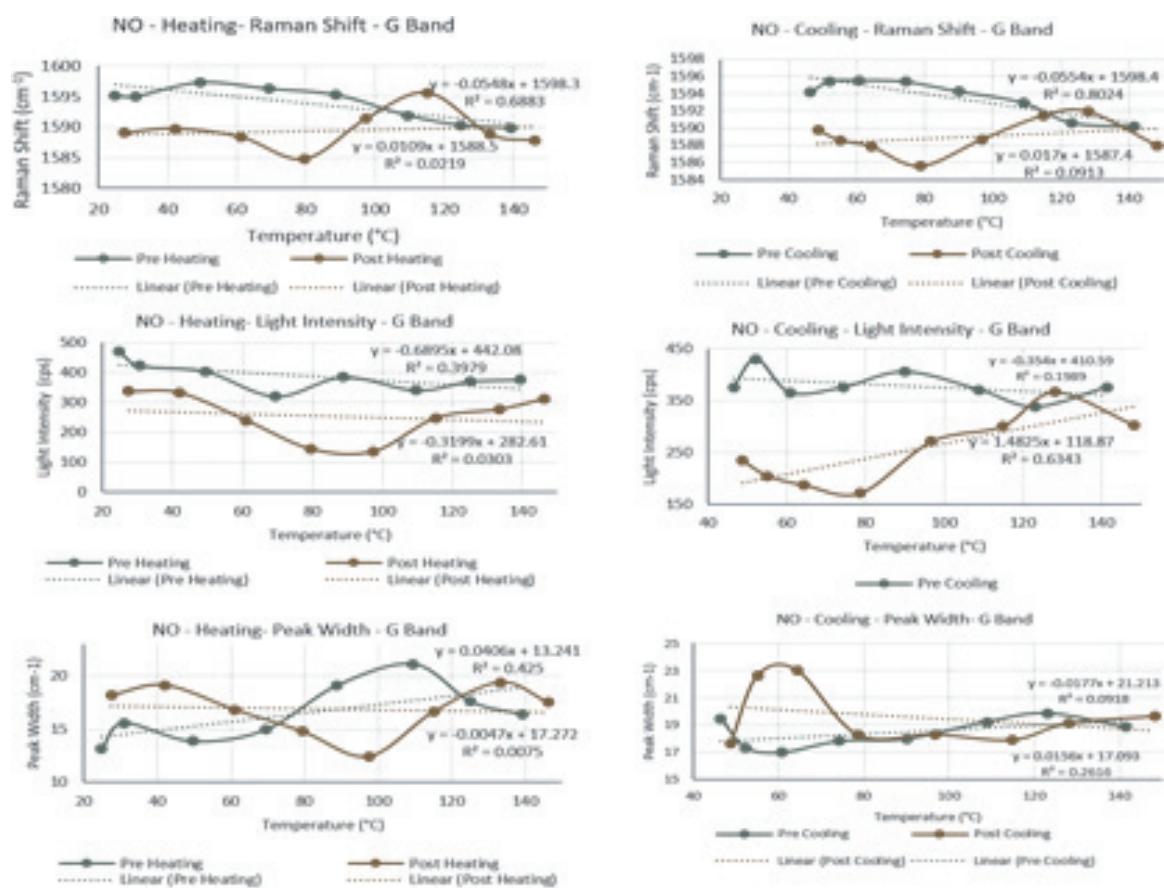 NO - Heating- Raman Shift - G Band
Raman Shift (cm⁻¹)
1600
1595
1590
1585
1580
y = -0.0548x + 1598.3
R² = 0.6883
y = 0.0109x + 1588.5
R² = 0.0219
20 40 60 80 100 120 140
Temperature (°C)
Pre Heating Post Heating
Linear (Pre Heating) Linear (Post Heating)
NO - Cooling - Raman Shift - G Band
Raman Shift (cm-1)
1598
1596
1594
1592
1590
1588
1586
1584
y = -0.0554x + 1598.4
R² = 0.8024
y = 0.017x + 1587.4
R² = 0.0913
40 60 80 100 120 140
Temperature (°C)
Pre Cooling Post Cooling
Linear (Pre Cooling) Linear (Post Cooling)
NO - Heating- Light Intensity - G Band
Light Intensity (cps)
500
400
300
200
100
0
y = -0.6895x + 442.08
R² = 0.3979
y = -0.3199x + 282.61
R² = 0.0303
20 40 60 80 100 120 140
Temperature (°C)
Pre Heating Post Heating
Linear (Pre Heating) Linear (Post Heating)
NO - Cooling - Light Intensity - G Band
Light Intensity (cps)
450
350
250
150
y = -0.354x + 410.59
R² = 0.1989
y = 1.4825x + 118.87
R² = 0.6343
40 60 80 100 120 140
Temperature (°C)
Pre Cooling
NO - Heating- Peak Width - G Band
Peak Width (cm-1)
20
15
10
y = 0.0406x + 13.241
R² = 0.425
y = -0.0047x + 17.272
R² = 0.0075
20 40 60 80 100 120 140
Temperature (°C)
Pre Heating Post Heating
Linear (Pre Heating) Linear (Post Heating)
NO - Cooling - Peak Width- G Band
Peak Width (cm-1)
25
23
21
19
17
15
y = -0.0177x + 21.213
R² = 0.0918
y = 0.0156x + 17.093
R² = 0.2616
40 60 80 100 120 140
Temperature (°C)
Pre Cooling Post Cooling
Linear (Post Cooling) Linear (Pre Cooling)